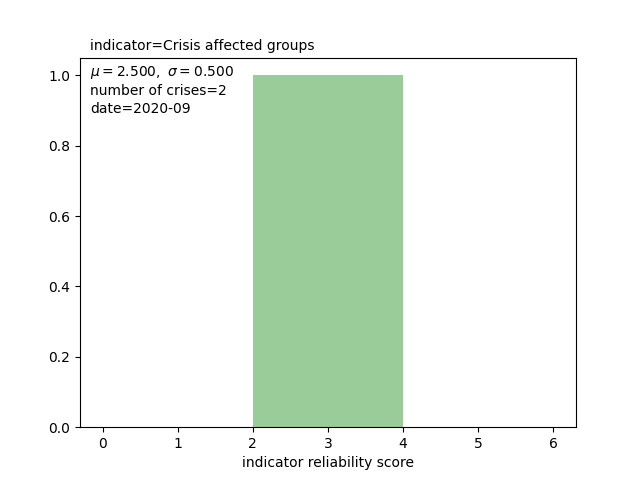 indicator=Crisis affected groups
μ = 2.500, σ = 0.500
number of crises=2
date=2020-09
1.0
0.8
0.6
0.4
0.2
0.0
0 1 2 3 4 5 6
indicator reliability score